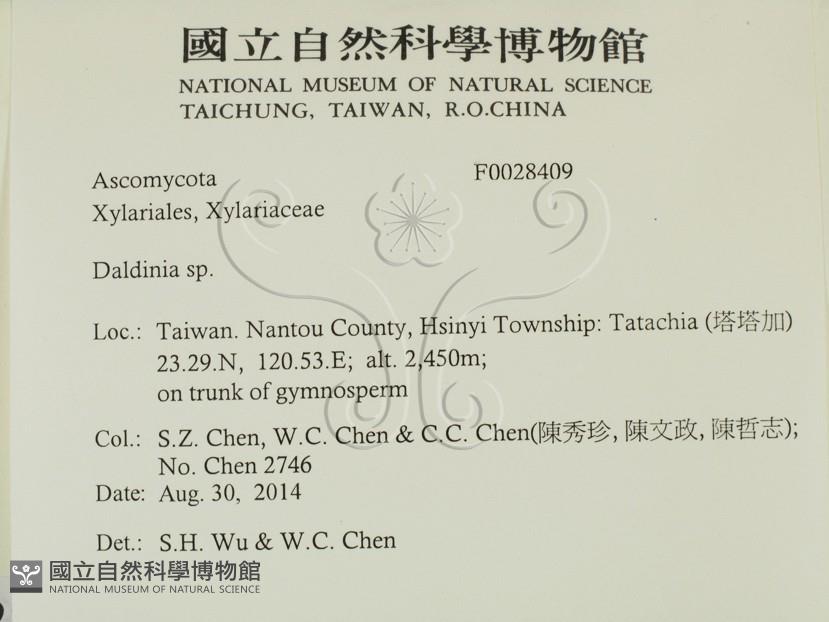 國立自然科學博物館
NATIONAL MUSEUM OF NATURAL SCIENCE
TAICHUNG, TAIWAN, R.O.CHINA
Ascomycota F0028409
Xylariales, Xylariaceae
Daldinia sp.
Loc.: Taiwan. Nantou County, Hsinyi Township: Tatachia (塔塔加)
23.29.N, 120.53.E; alt. 2,450m;
on trunk of gymnosperm
Col.: S.Z. Chen, W.C. Chen & C.C. Chen(陳秀珍, 陳文政, 陳哲志);
No. Chen 2746
Date: Aug. 30, 2014
Det.: S.H. Wu & W.C. Chen
國立自然科學博物館
NATIONAL MUSEUM OF NATURAL SCIENCE